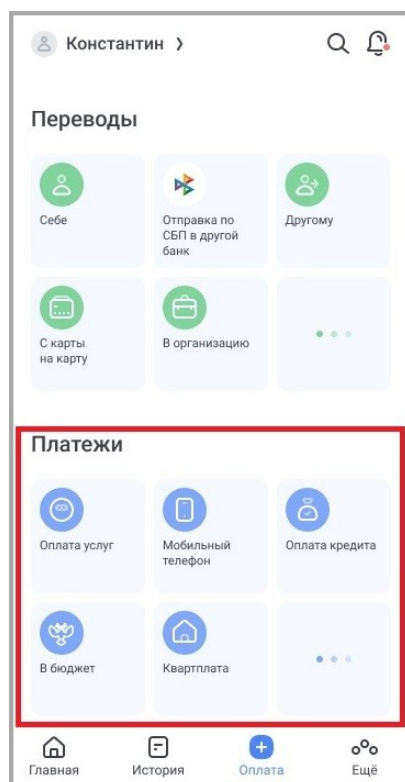 Константин
Переводы
Себе
Отправка по
СБП в другой
банк
Другому
С карты
на карту
В организацию
Платежи
Оплата услуг
Мобильный
телефон
Оплата кредита
В бюджет
Квартплата
Главная
История
Оплата
Ещё